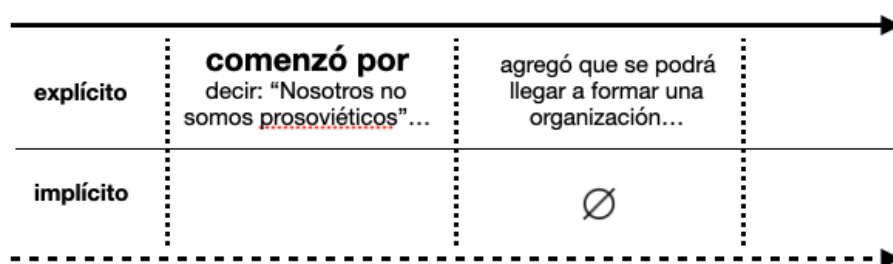 explícito
comenzó por
decir: “Nosotros no
somos prosoviéticos”…
agregó que se podrá
llegar a formar una
organización…
implícito
∅